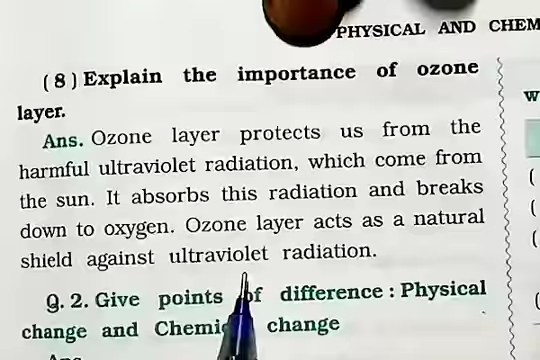 PHYSICAL AND CHEM
(8) Explain the importance of ozone
layer.
Ans. Ozone layer protects us from the
harmful ultraviolet radiation, which come from
the sun. It absorbs this radiation and breaks
down to oxygen. Ozone layer acts as a natural
shield against ultraviolet radiation.
Q. 2. Give points of difference : Physical
change and change